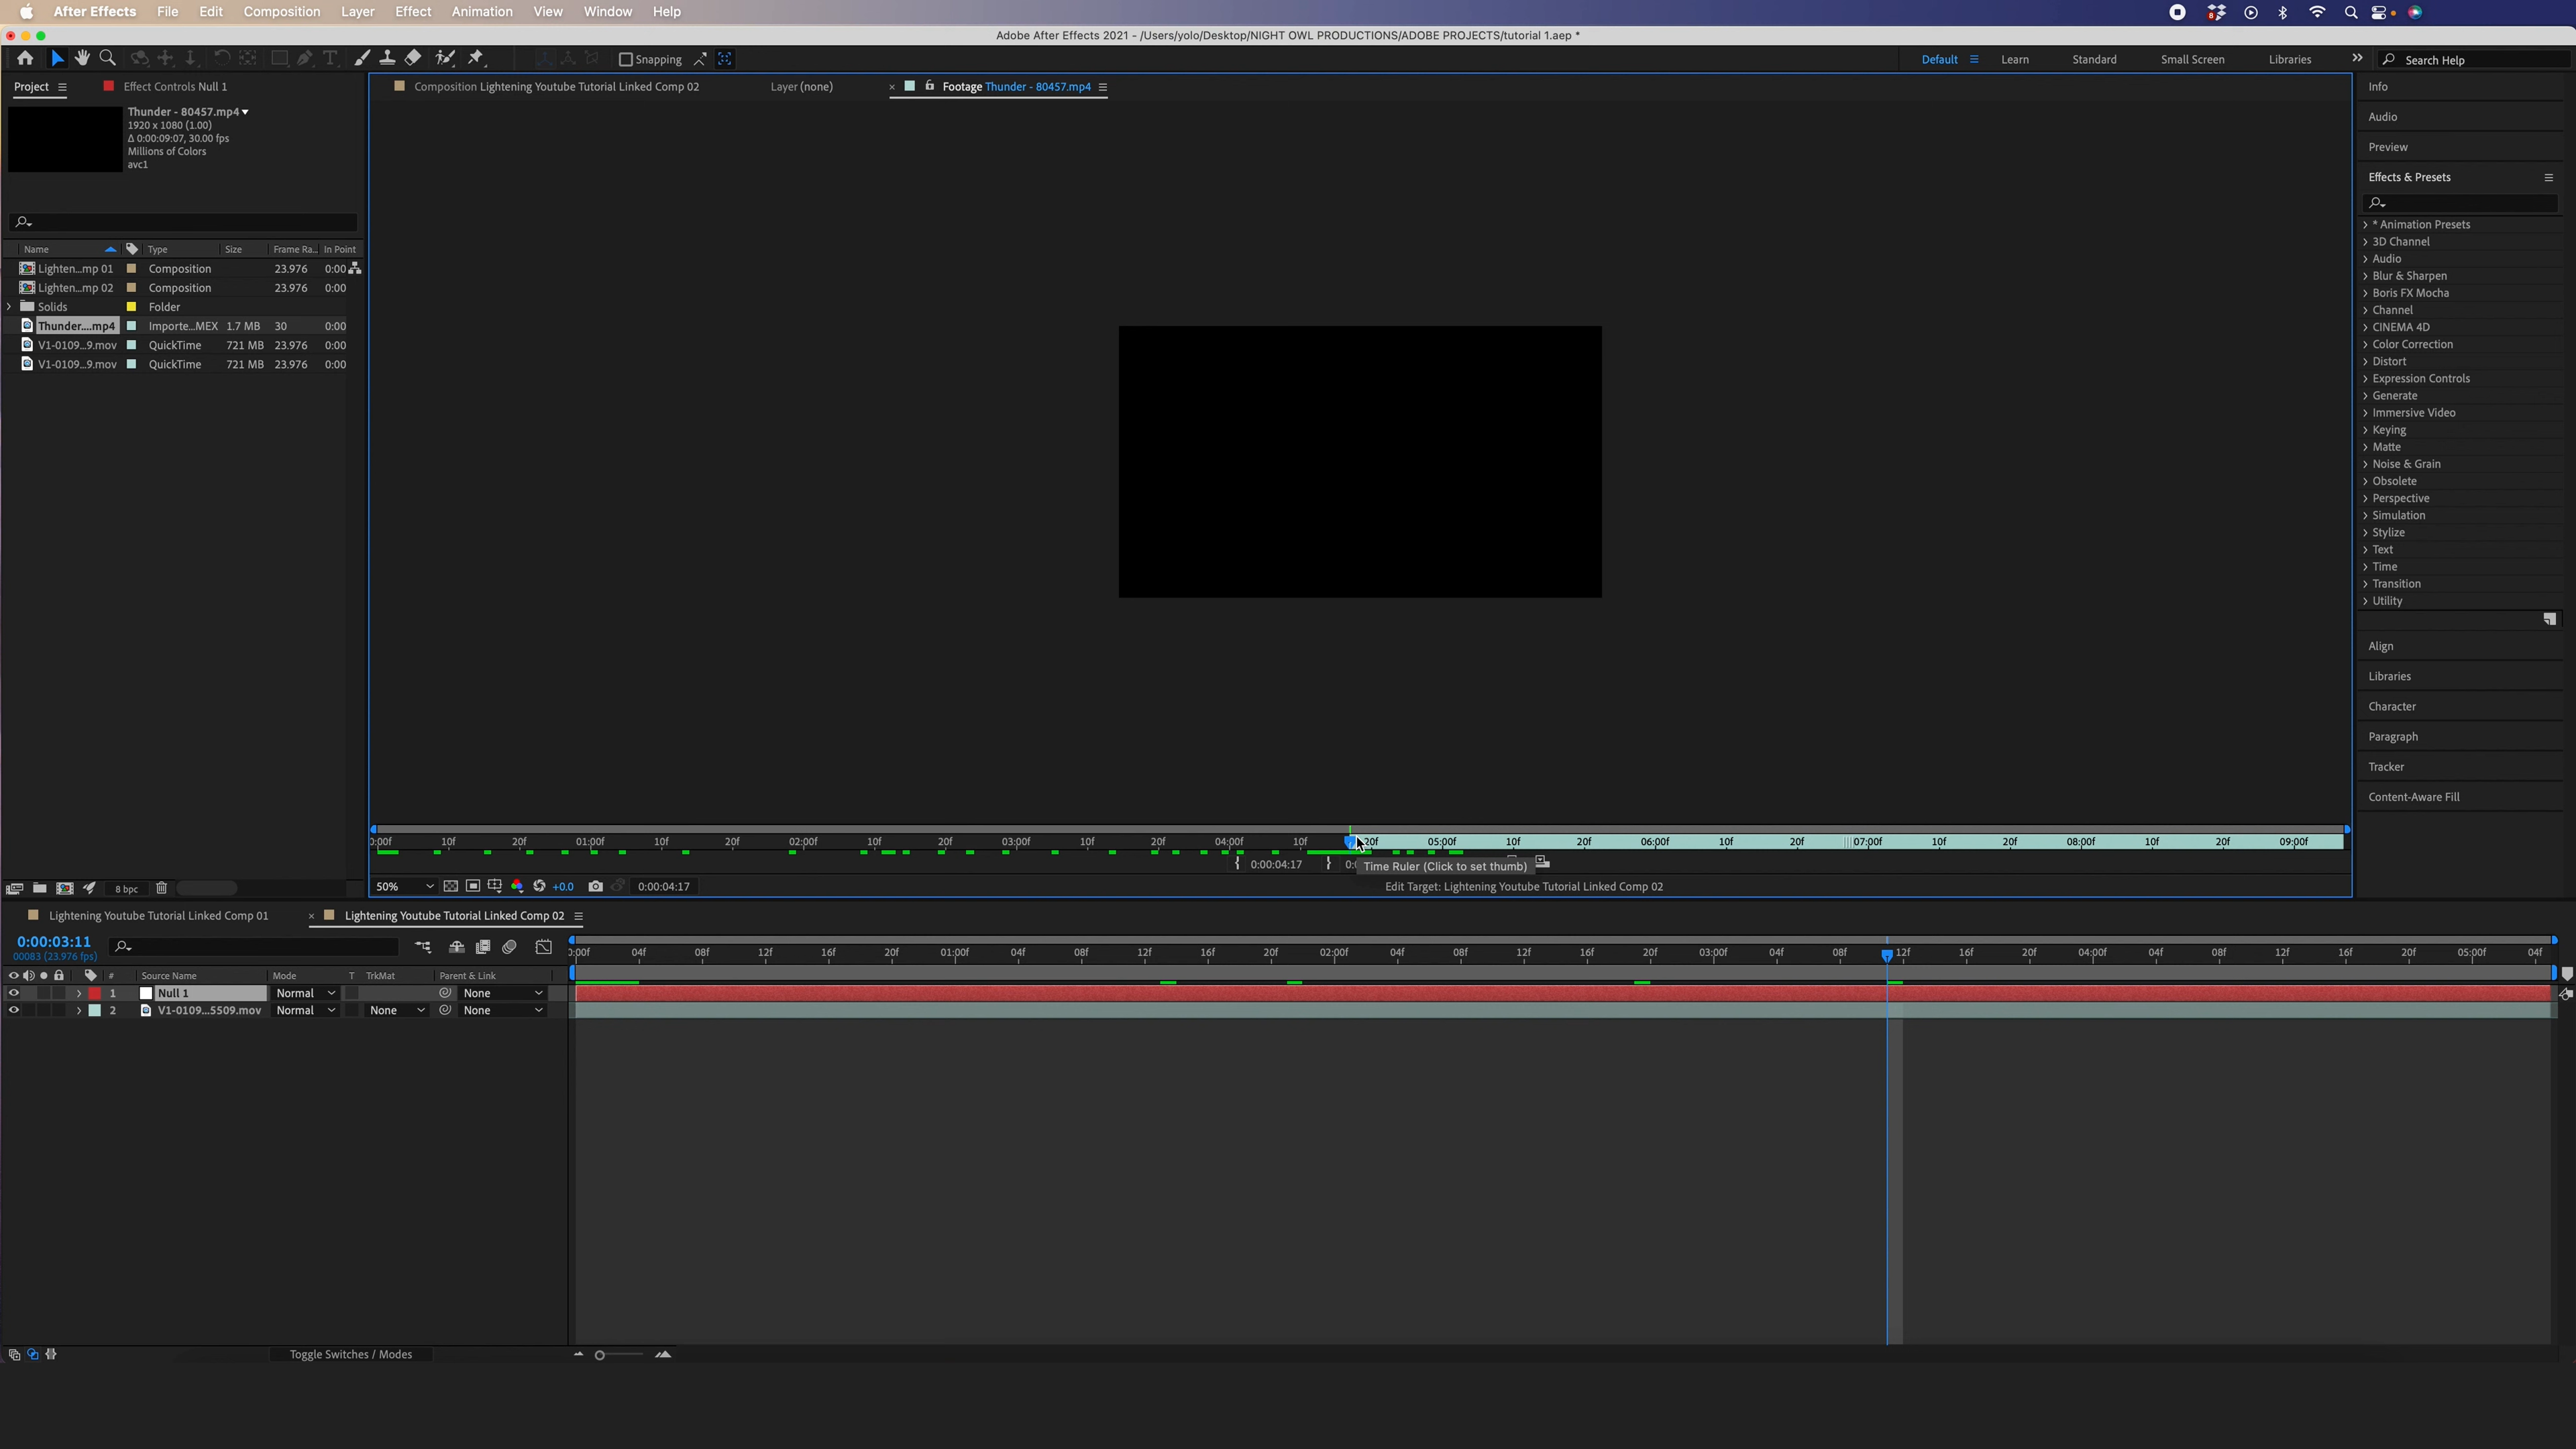 After Effects File Edit Composition Layer Effect Animation View Window Help
8
Adobe After Effects 2021 - /Users/yolo/Desktop/NIGHT OWL PRODUCTIONS/ADOBE PROJECTS/tutorial 1.aep *
Snapping Default Learn Standard Small Screen Libraries Search Help
Project Effect Controls Null 1
Composition Lightening Youtube Tutorial Linked Comp 02 Layer (none) Footage Thunder - 80457.mp4
Thunder - 80457.mp4
1920 x 1080 (1.00)
Δ 0:00:09:07, 30.00 fps
Millions of Colors
avc1
Name Type Size Frame Ra... In Point
Lighten...mp 01 Composition 23.976 0:00
Lighten...mp 02 Composition 23.976 0:00
Solids Folder
Thunder....mp4 Importe...MEX 1.7 MB 30 0:00
V1-0109...9.mov QuickTime 721 MB 23.976 0:00
V1-0109...9.mov QuickTime 721 MB 23.976 0:00
Info
Audio
Preview
Effects & Presets
* Animation Presets
3D Channel
Audio
Blur & Sharpen
Boris FX Mocha
Channel
CINEMA 4D
Color Correction
Distort
Expression Controls
Generate
Immersive Video
Keying
Matte
Noise & Grain
Obsolete
Perspective
Simulation
Stylize
Text
Time
Transition
Utility
Align
Libraries
Character
Paragraph
Tracker
Content-Aware Fill
0:00f 10f 20f 01:00f 10f 20f 02:00f 10f 20f 03:00f 10f 20f 04:00f 10f 20f 05:00f 10f 20f 06:00f 10f 20f 07:00f 10f 20f 08:00f 10f 20f 09:00f
0:00:04:17 0: Time Ruler (Click to set thumb)
8 bpc 50% +0.0 0:00:04:17 Edit Target: Lightening Youtube Tutorial Linked Comp 02
Lightening Youtube Tutorial Linked Comp 01 Lightening Youtube Tutorial Linked Comp 02
0:00:03:11
00083 (23.976 fps)
0:00f 04f 08f 12f 16f 20f 01:00f 04f 08f 12f 16f 20f 02:00f 04f 08f 12f 16f 20f 03:00f 04f 08f 12f 16f 20f 04:00f 04f 08f 12f 16f 20f 05:00f 04f
# Source Name Mode T TrkMat Parent & Link
1 Null 1 Normal None
2 V1-0109...5509.mov Normal None None
Toggle Switches / Modes